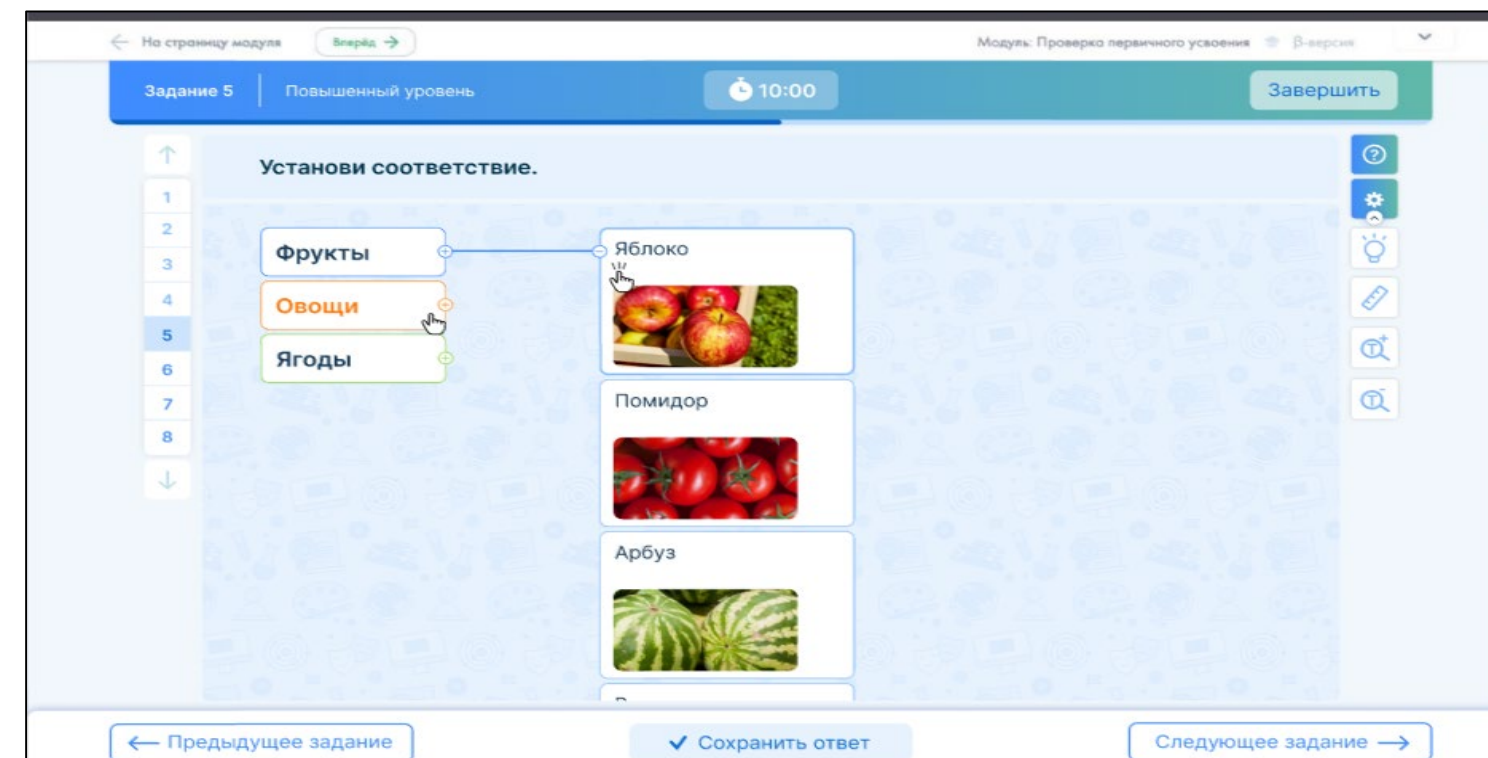 На страницу модуля
Вперёд
Модуль: Проверка первичного усвоения
β-версия
Задание 5
Повышенный уровень
10:00
Завершить
Установи соответствие.
1
2
3
4
5
6
7
8
Фрукты
Овощи
Ягоды
Яблоко
Помидор
Арбуз
Предыдущее задание
Сохранить ответ
Следующее задание